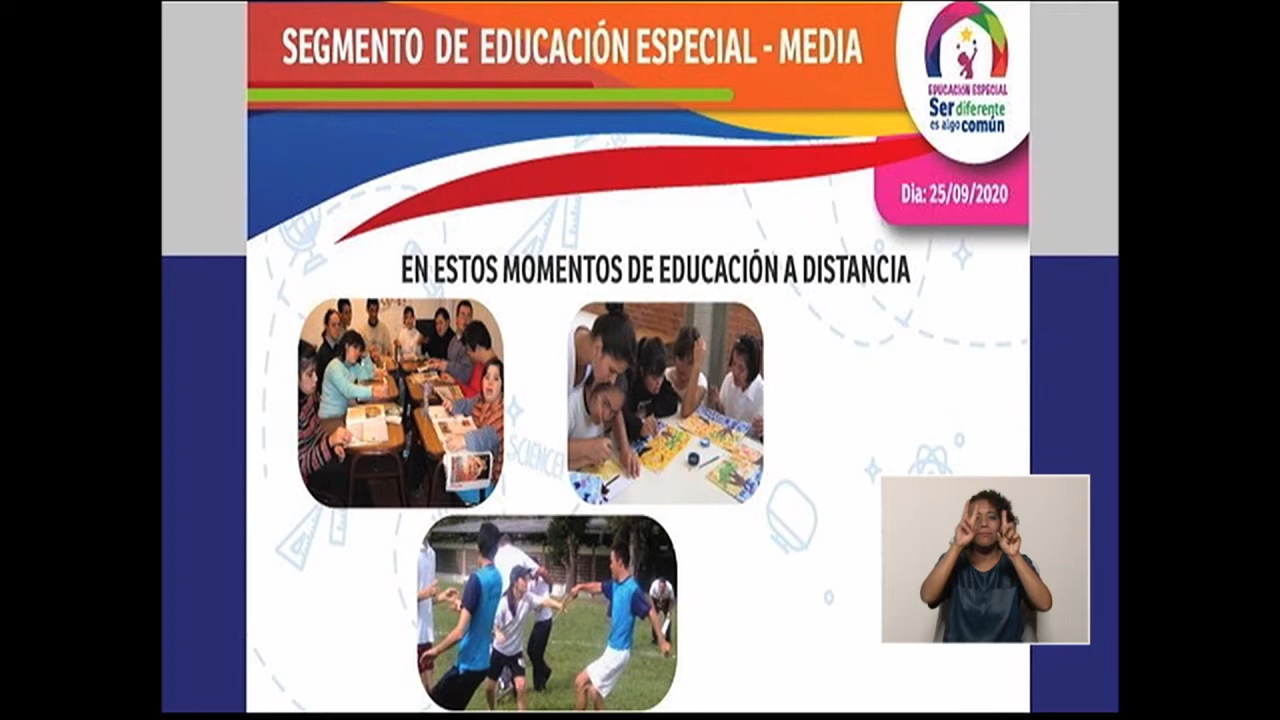 SEGMENTO DE EDUCACIÓN ESPECIAL - MEDIA
EDUCACIÓN ESPECIAL
Ser diferente
es algo común
Dia: 25/09/2020
EN ESTOS MOMENTOS DE EDUCACIÓN A DISTANCIA
SCIENCE!